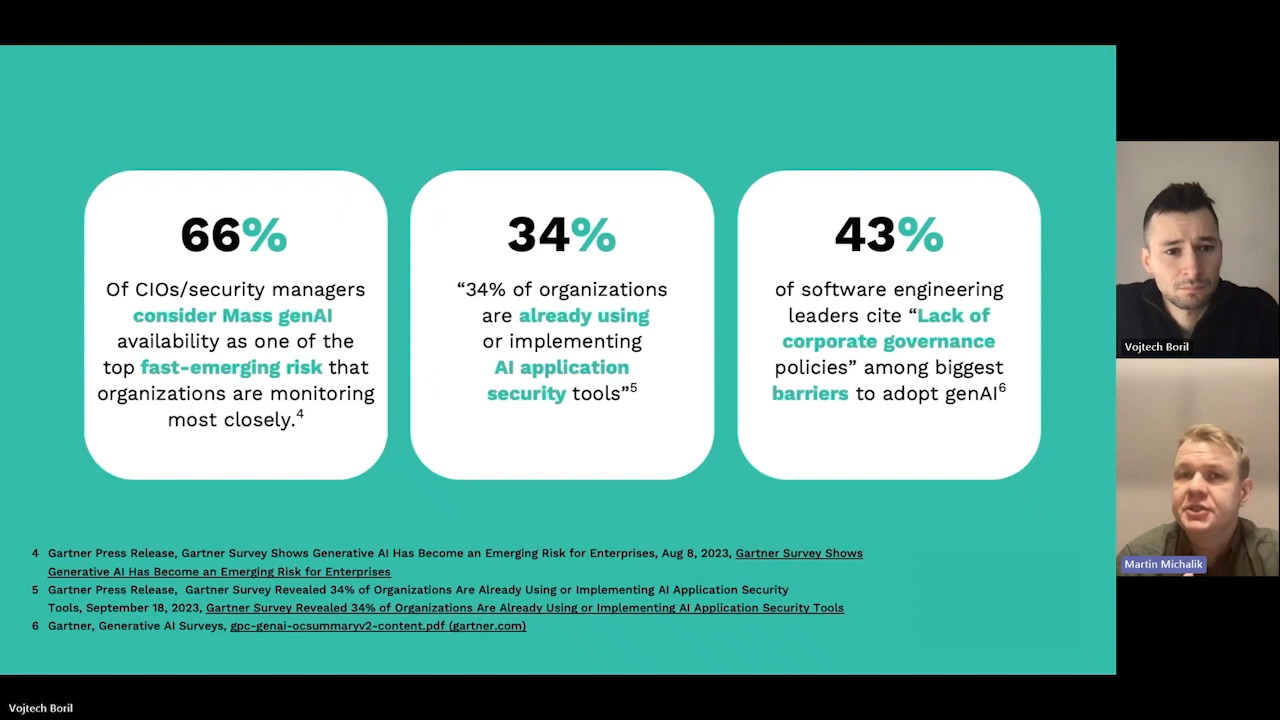 66%
Of CIOs/security managers
consider Mass genAI
availability as one of the
top fast-emerging risk that
organizations are monitoring
most closely.4
34%
“34% of organizations
are already using
or implementing
AI application
security tools”5
43%
of software engineering
leaders cite “Lack of
corporate governance
policies” among biggest
barriers to adopt genAI6
4 Gartner Press Release, Gartner Survey Shows Generative AI Has Become an Emerging Risk for Enterprises, Aug 8, 2023, Gartner Survey Shows
Generative AI Has Become an Emerging Risk for Enterprises
5 Gartner Press Release, Gartner Survey Revealed 34% of Organizations Are Already Using or Implementing AI Application Security
Tools, September 18, 2023, Gartner Survey Revealed 34% of Organizations Are Already Using or Implementing AI Application Security Tools
6 Gartner, Generative AI Surveys, gpc-genai-ocsummaryv2-content.pdf (gartner.com)
Vojtech Boril
Martin Michalik
Vojtech Boril